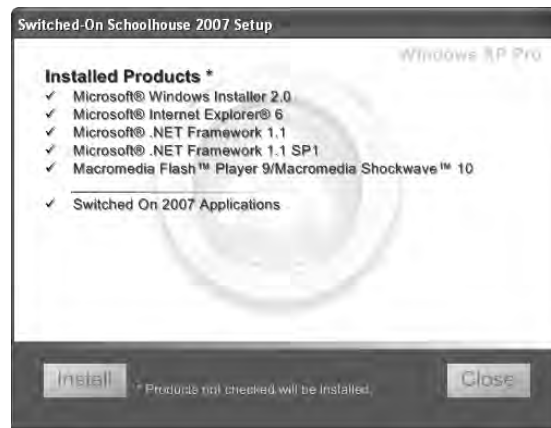 Switched-On Schoolhouse 2007 Setup
Windows XP Pro
Installed Products *
✓ Microsoft® Windows Installer 2.0
✓ Microsoft® Internet Explorer® 6
✓ Microsoft® .NET Framework 1.1
✓ Microsoft® .NET Framework 1.1 SP1
✓ Macromedia Flash™ Player 9/Macromedia Shockwave™ 10
✓ Switched On 2007 Applications
Install
* Products not checked will be installed.
Close